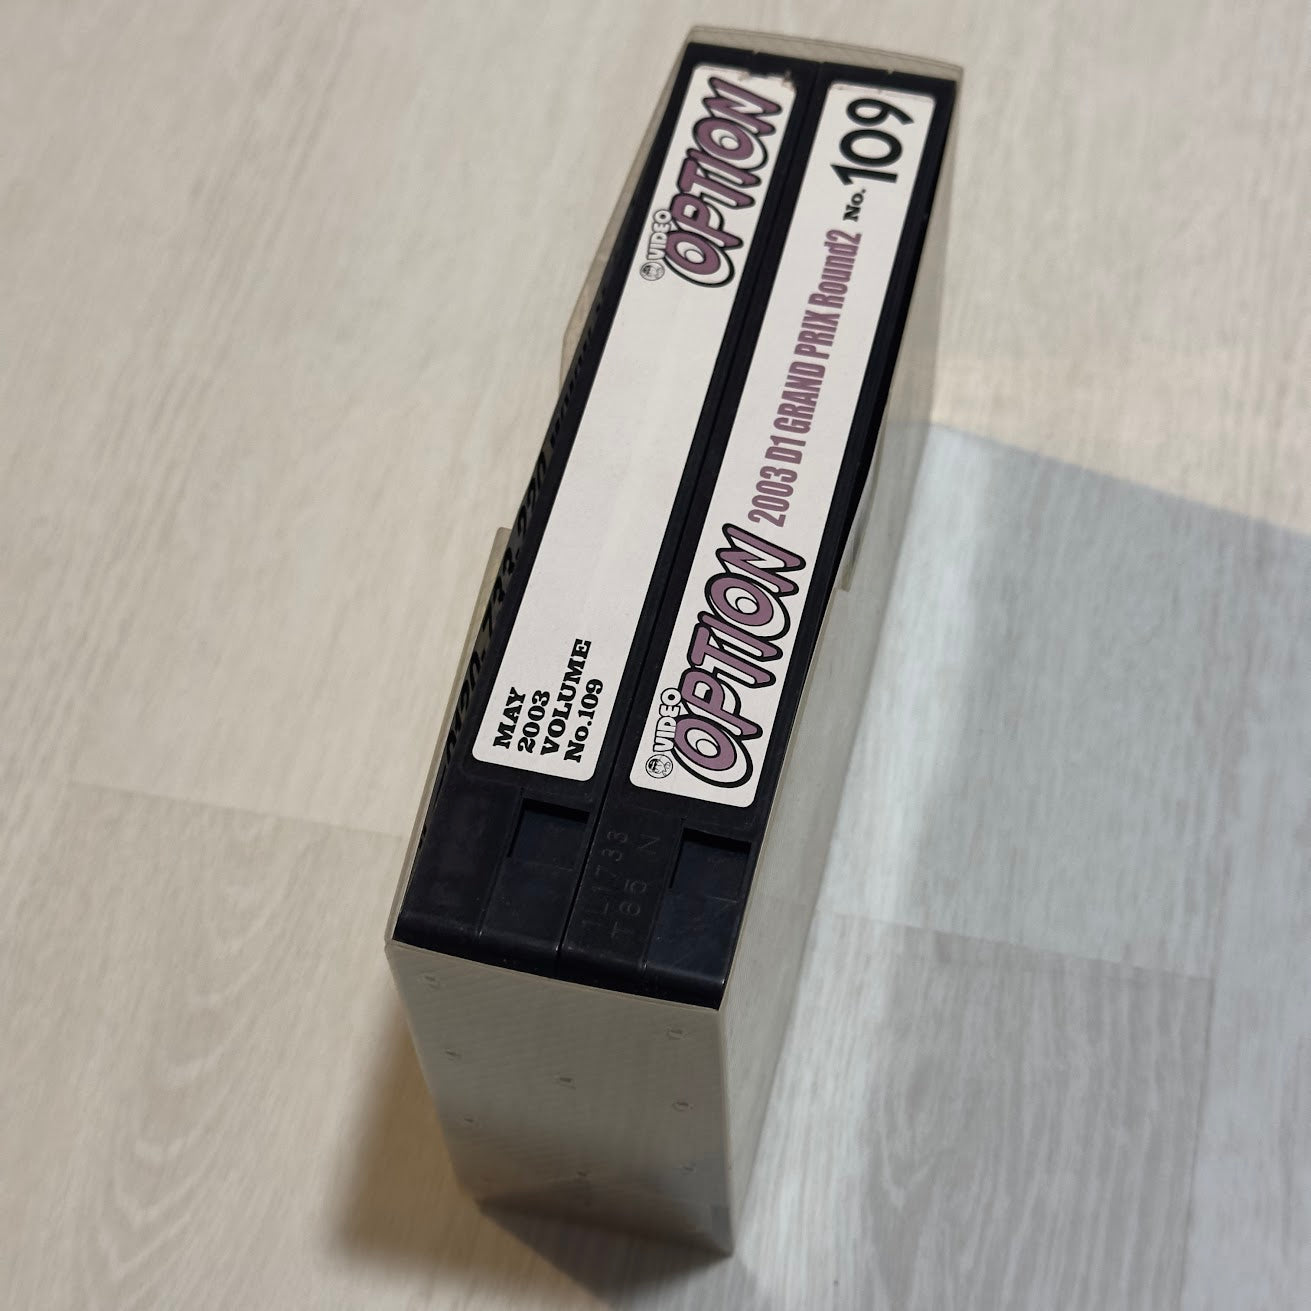 VIDEO
OPTION
MAY
2003
VOLUME
No.109
VIDEO
OPTION
2003 D1 GRAND PRIX Round2
No.109